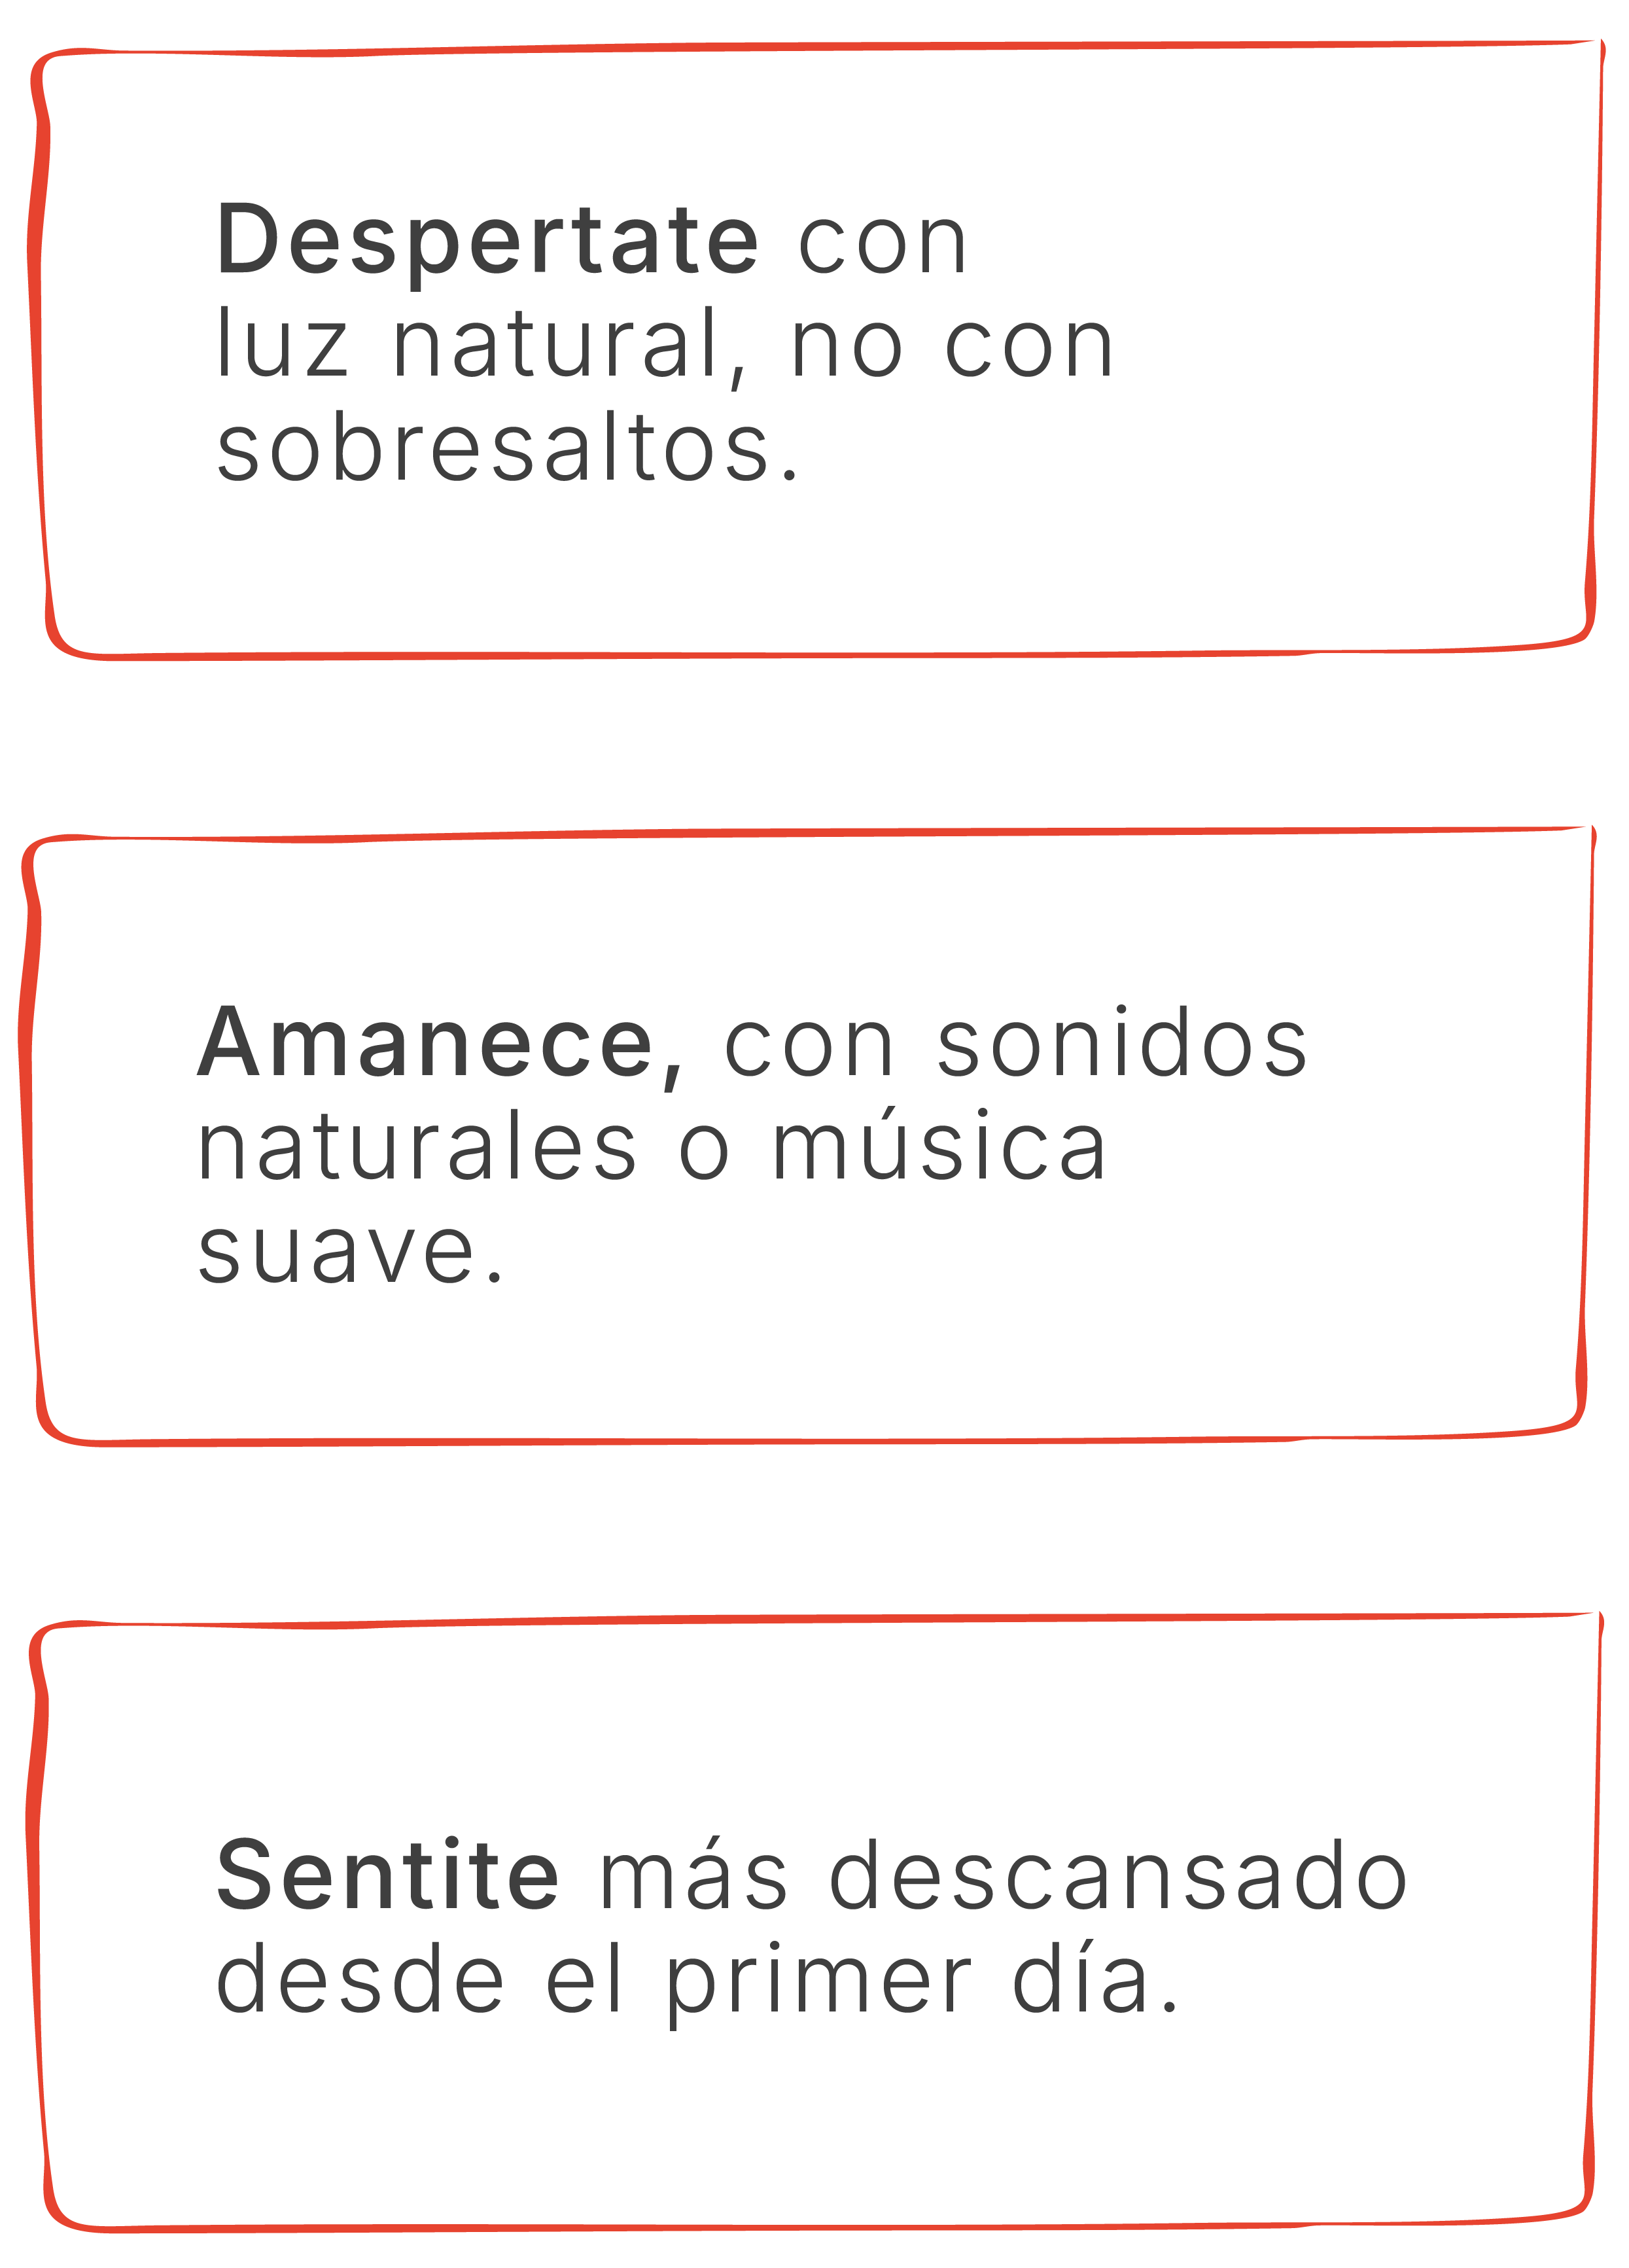 Despertate con
luz natural, no con
sobresaltos.
Amanece, con sonidos
naturales o música
suave.
Sentite más descansado
desde el primer día.